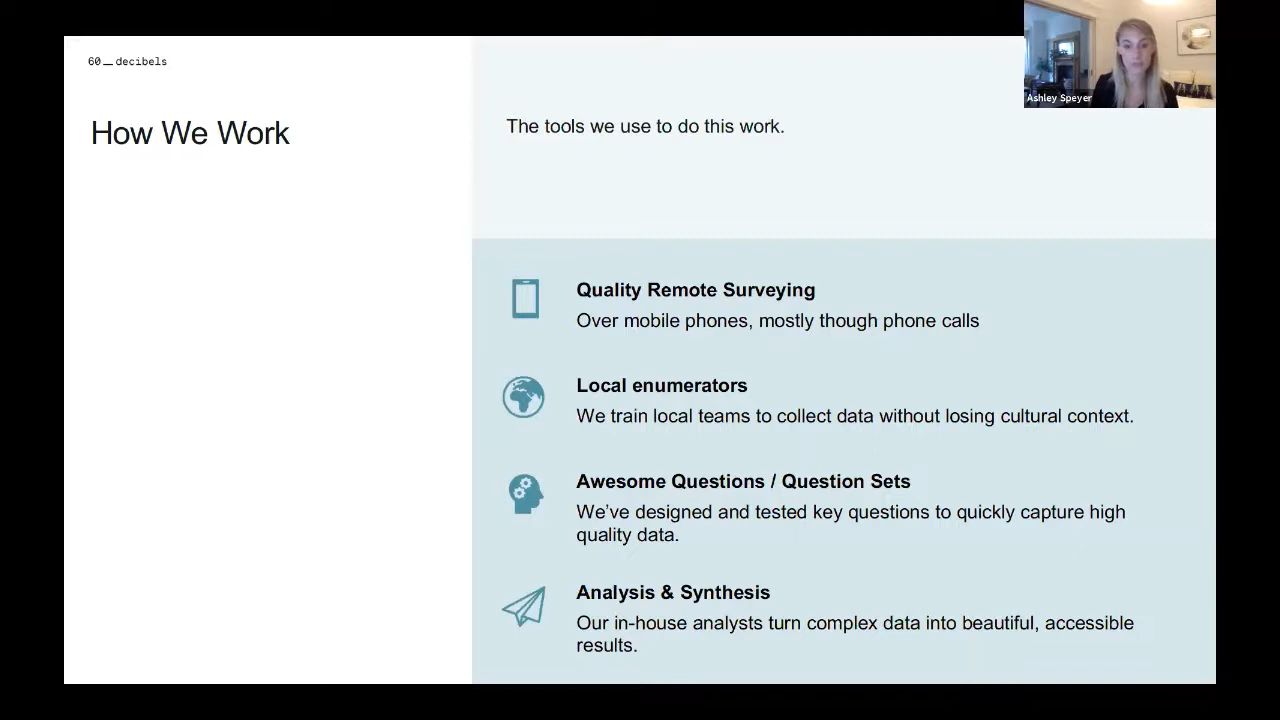 60__decibels
How We Work
The tools we use to do this work.
Ashley Speyer
Quality Remote Surveying
Over mobile phones, mostly though phone calls
Local enumerators
We train local teams to collect data without losing cultural context.
Awesome Questions / Question Sets
We’ve designed and tested key questions to quickly capture high
quality data.
Analysis & Synthesis
Our in-house analysts turn complex data into beautiful, accessible
results.